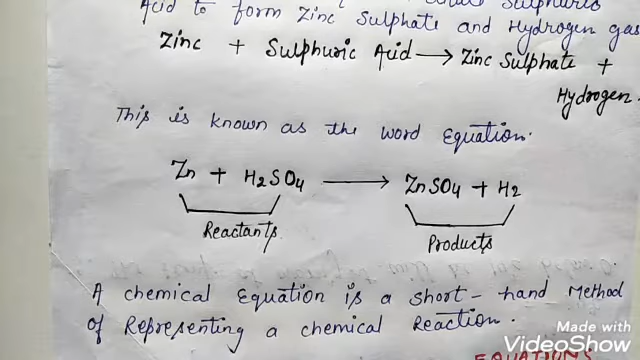 Acid to form Zinc Sulphate and Hydrogen gas
Zinc + Sulphuric Acid → Zinc Sulphate +
Hydrogen.
This is known as the word Equation.
Zn + H₂SO₄ → ZnSO₄ + H₂
Reactants Products
A chemical Equation is a short-hand Method
of Representing a chemical Reaction.
EQUATIONS
Made with
VideoShow